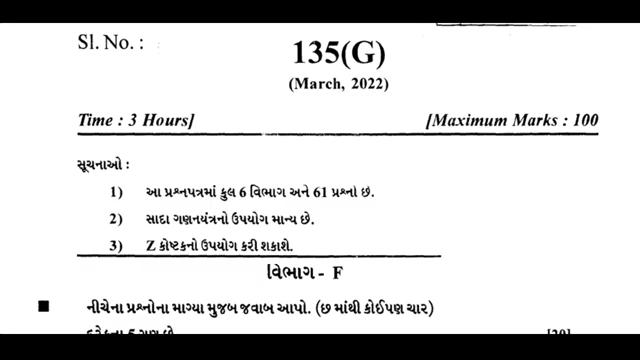 Sl. No. :
135(G)
(March, 2022)
Time : 3 Hours] [Maximum Marks : 100
સૂચનાઓ :
1) આ પ્રશ્નપત્રમાં કુલ 6 વિભાગ અને 61 પ્રશ્નો છે.
2) સાદા ગણનયંત્રનો ઉપયોગ માન્ય છે.
3) Z કોષ્ટકનો ઉપયોગ કરી શકાશે.
વિભાગ - F
■ નીચેના પ્રશ્નોના માગ્યા મુજબ જવાબ આપો. (છ માંથી કોઈપણ ચાર)